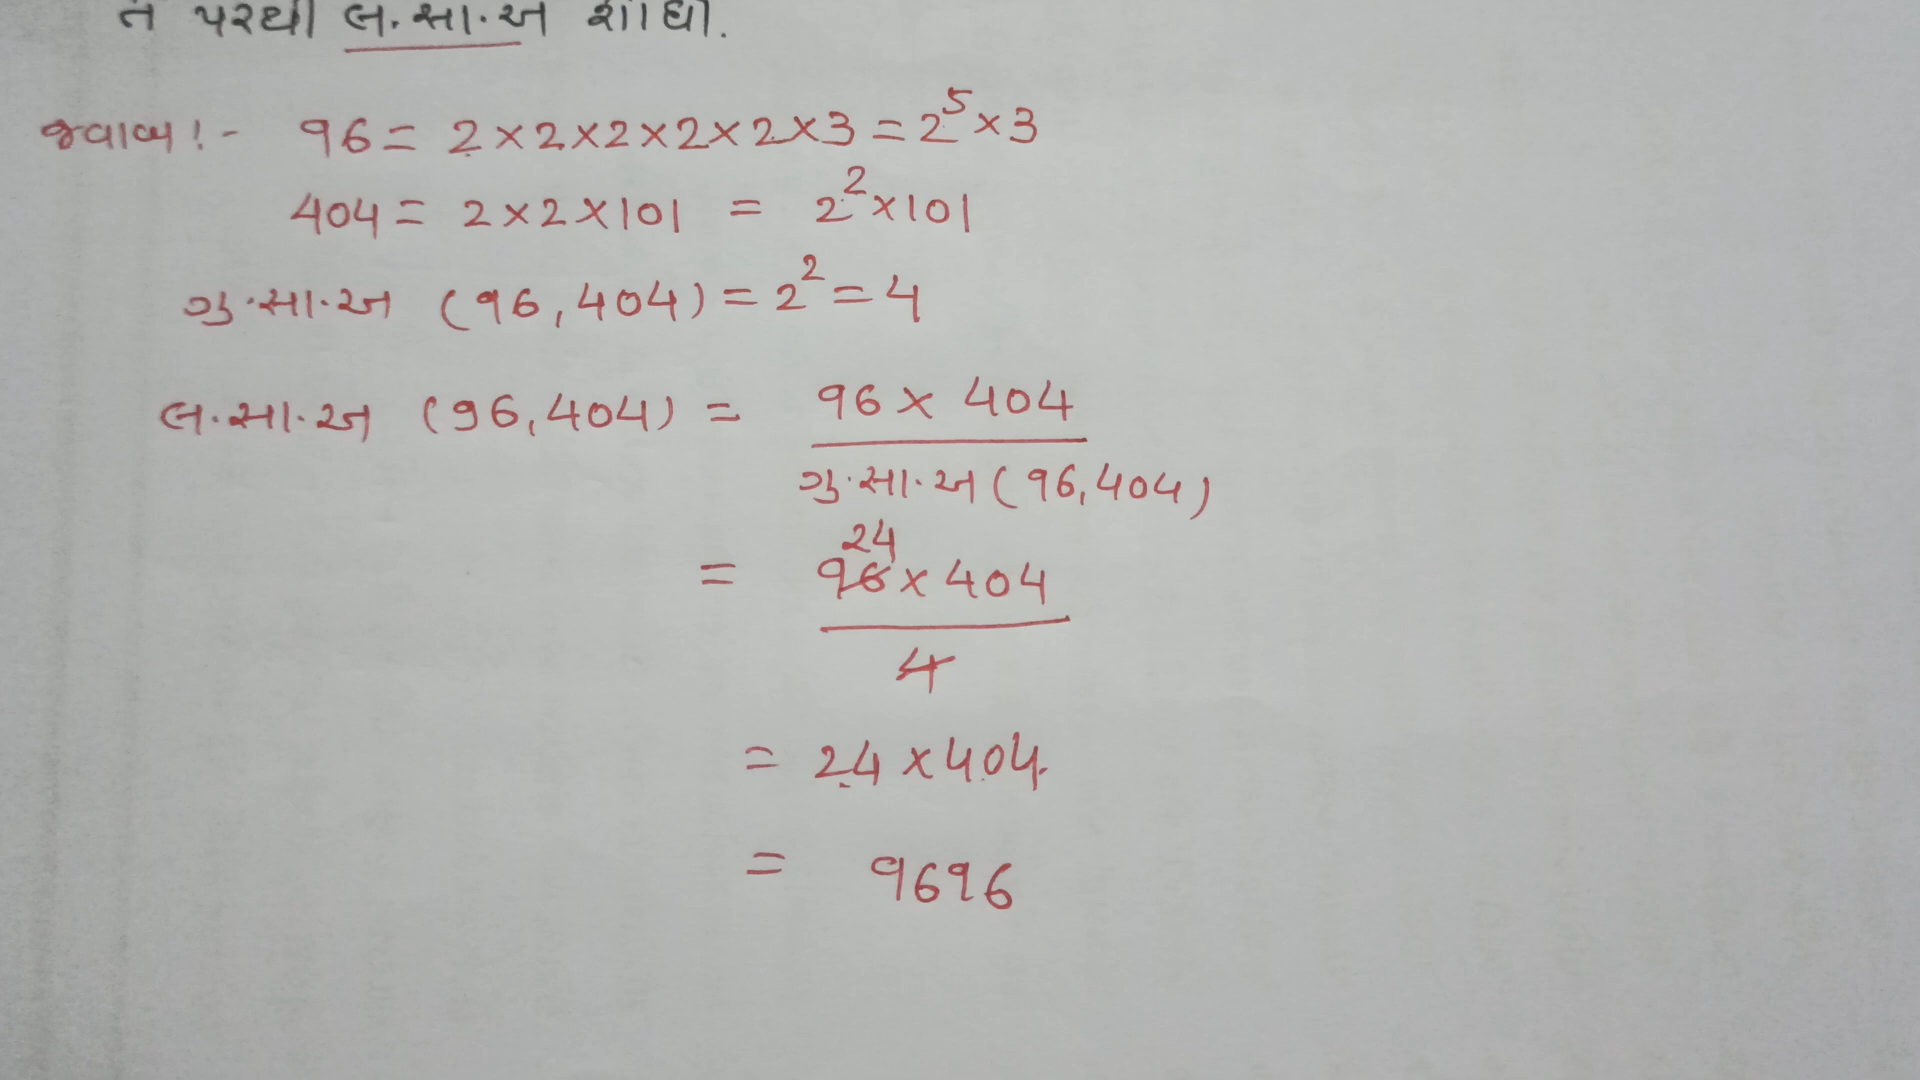 તે પરથી લ.સા.અ શોધો.
જવાબ :- 96 = 2×2×2×2×2×3 = 2⁵×3
404 = 2×2×101 = 2²×101
ગુ.સા.અ (96,404) = 2² = 4
લ.સા.અ (96,404) = 96 × 404
ગુ.સા.અ (96,404)
24
= 96 × 404
4
= 24 × 404
= 9696